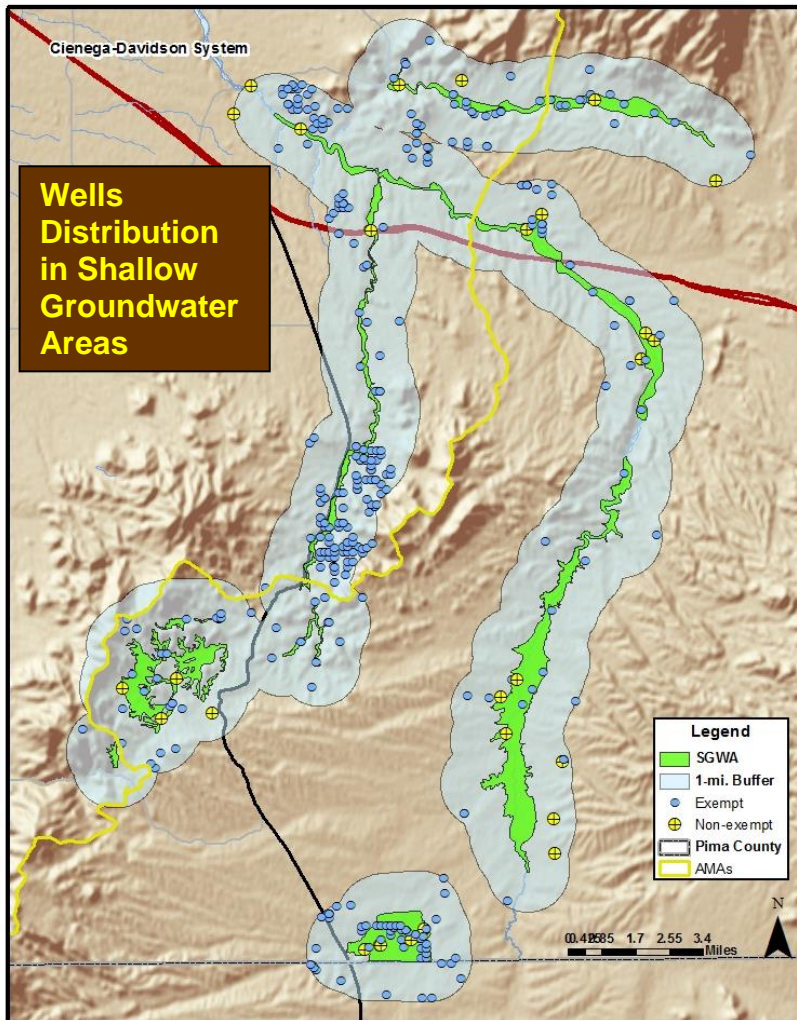 Cienega-Davidson System
Wells
Distribution
in Shallow
Groundwater
Areas
Legend
SGWA
1-mi. Buffer
Exempt
Non-exempt
Pima County
AMAs
N
1.7 2.55 3.4
Miles